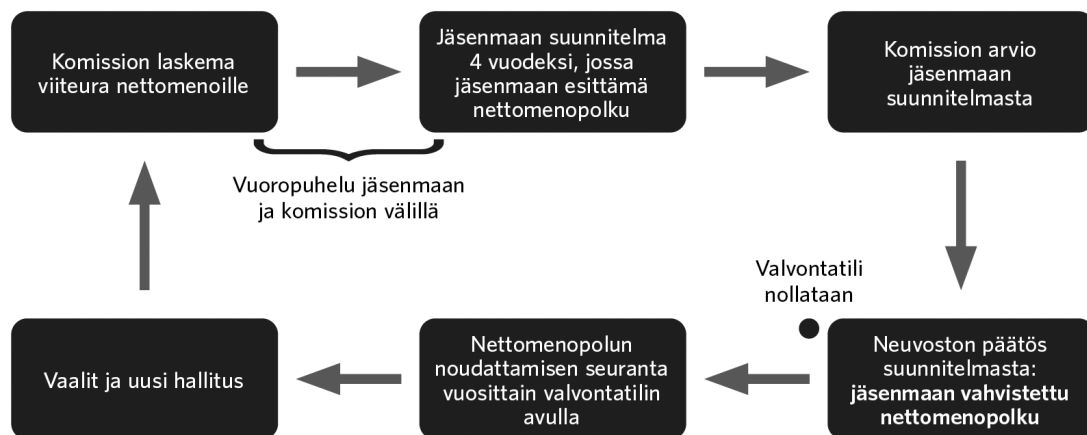 Komission laskema
viiteura nettomenoille
Jäsenmaan suunnitelma
4 vuodeksi, jossa
jäsenmaan esittämä
nettomenopolku
Komission arvio
jäsenmaan
suunnitelmasta
Vuoropuhelu jäsenmaan
ja komission välillä
Valvontatili
nollataan
Neuvoston päätös
suunnitelmasta:
jäsenmaan vahvistettu
nettomenopolku
Nettomenopolun
noudattamisen seuranta
vuosittain valvontatilin
avulla
Vaalit ja uusi hallitus